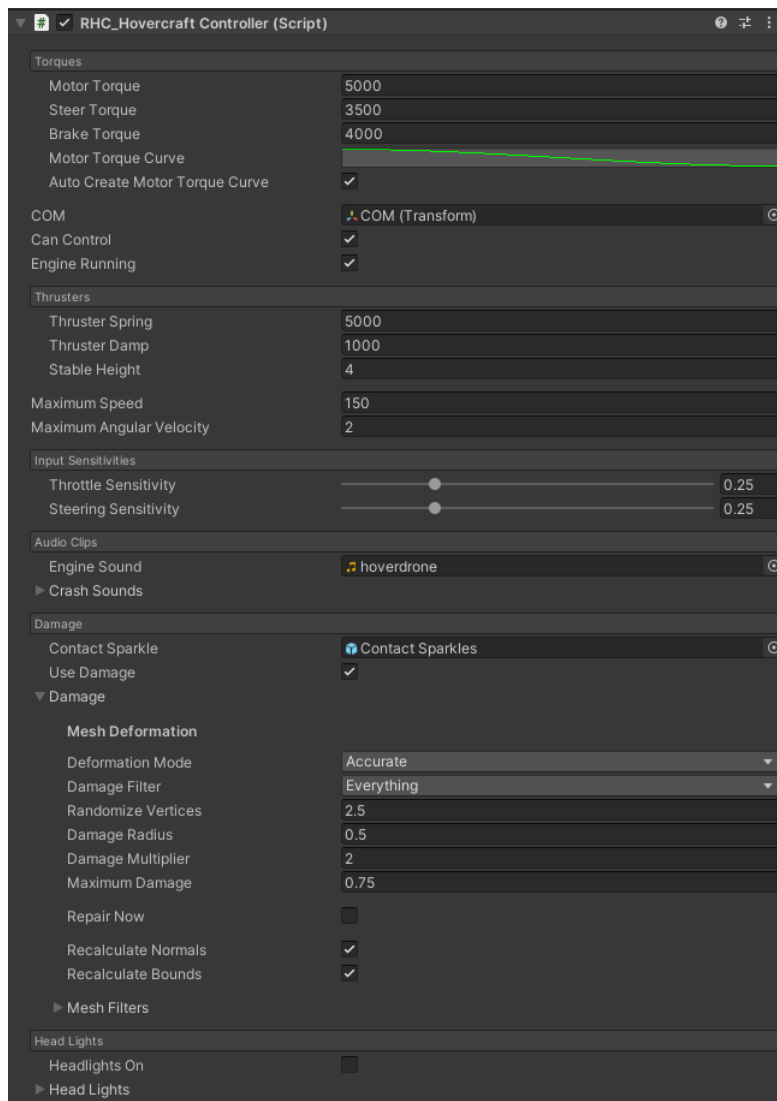 RHC_Hovercraft Controller (Script)
Torques
Motor Torque 5000
Steer Torque 3500
Brake Torque 4000
Motor Torque Curve
Auto Create Motor Torque Curve
COM COM (Transform)
Can Control
Engine Running
Thrusters
Thruster Spring 5000
Thruster Damp 1000
Stable Height 4
Maximum Speed 150
Maximum Angular Velocity 2
Input Sensitivities
Throttle Sensitivity 0.25
Steering Sensitivity 0.25
Audio Clips
Engine Sound hoverdrone
Crash Sounds
Damage
Contact Sparkle Contact Sparkles
Use Damage
Damage
Mesh Deformation
Deformation Mode Accurate
Damage Filter Everything
Randomize Vertices 2.5
Damage Radius 0.5
Damage Multiplier 2
Maximum Damage 0.75
Repair Now
Recalculate Normals
Recalculate Bounds
Mesh Filters
Head Lights
Headlights On
Head Lights